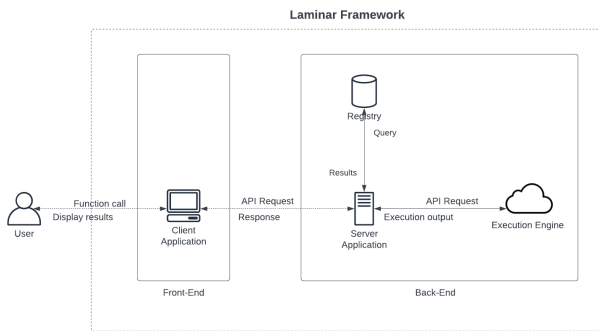 Laminar Framework
Registry
Query
Results
Function call
Display results
API Request
Response
API Request
Execution output
User
Client
Application
Server
Application
Execution Engine
Front-End
Back-End